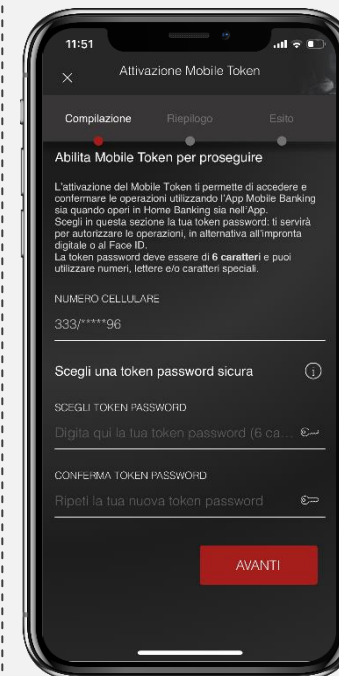 11:51
Attivazione Mobile Token
Compilazione Riepilogo Esito
Abilita Mobile Token per proseguire
L'attivazione del Mobile Token ti permette di accedere e
confermare le operazioni utilizzando l'App Mobile Banking
sia quando operi in Home Banking sia nell'App.
Scegli in questa sezione la tua token password: ti servirà
per autorizzare le operazioni, in alternativa all'impronta
digitale o al Face ID.
La token password deve essere di 6 caratteri e puoi
utilizzare numeri, lettere e/o caratteri speciali.
NUMERO CELLULARE
333/*****96
Scegli una token password sicura
SCEGLI TOKEN PASSWORD
Digita qui la tua token password (6 ca...
CONFERMA TOKEN PASSWORD
Ripeti la tua nuova token password
AVANTI